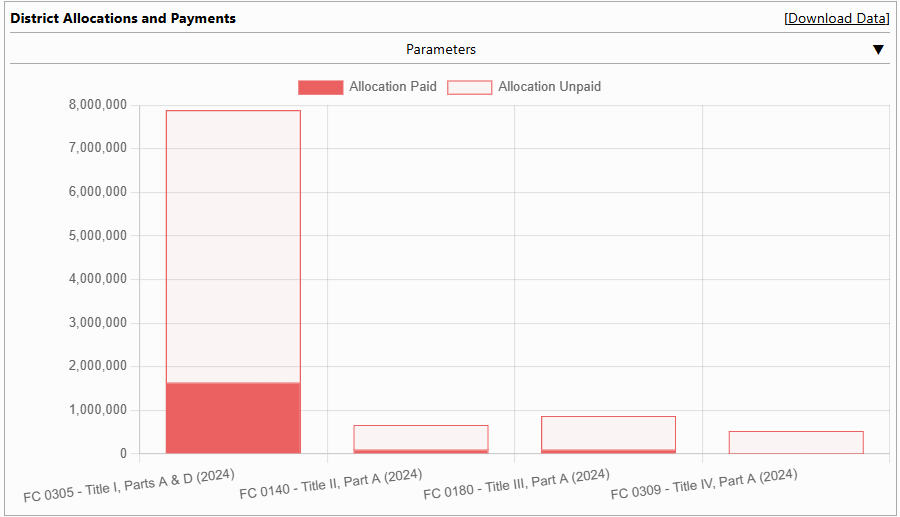 District Allocations and Payments [Download Data]
Parameters ▼
Allocation Paid Allocation Unpaid
8,000,000
7,000,000
6,000,000
5,000,000
4,000,000
3,000,000
2,000,000
1,000,000
0
FC 0305 - Title I, Parts A & D (2024)
FC 0140 - Title II, Part A (2024)
FC 0180 - Title III, Part A (2024)
FC 0309 - Title IV, Part A (2024)